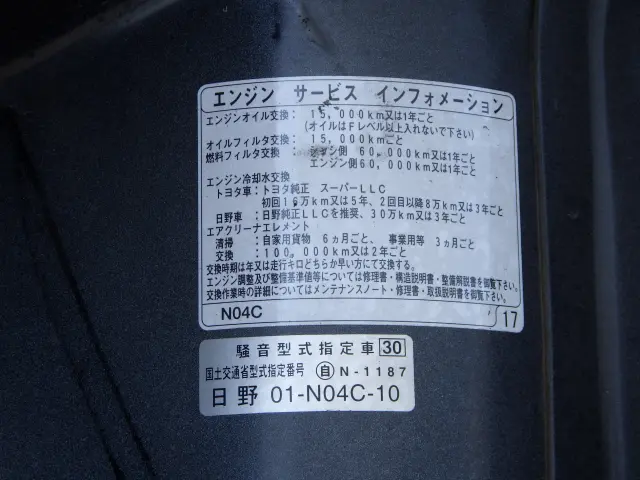 エンジン サービス インフォメーション
エンジンオイル交換: 15,000km又は1年ごと
(オイルはFレベル以上入れないで下さい)
オイルフィルタ交換: 15,000km又は1年ごと
燃料フィルタ交換 : シャシ側 60,000km又は1年ごと
エンジン側60,000km又は1年ごと
エンジン冷却水交換
トヨタ車:トヨタ純正 スーパーLLC
初回16万km又は5年、2回目以降8万km又は3年ごと
日野車 :日野純正LLCを推奨、30万km又は3年ごと
エアクリーナエレメント
清掃 :自家用貨物 6ヵ月ごと、 事業用等 3ヵ月ごと
交換 :100,000km又は2年ごと
交換時期は年又は走行キロどちらか早い方にて交換する。
エンジン調整及び整備基準値等については修理書・構造説明書・整備解説書を御覧下さい。
交換作業時の詳細についてはメンテナンスノート・修理書・取扱説明書を御覧下さい。
N04C 17
騒音型式指定車 30
国土交通省型式指定番号 自 N-1187
日野 01-N04C-10